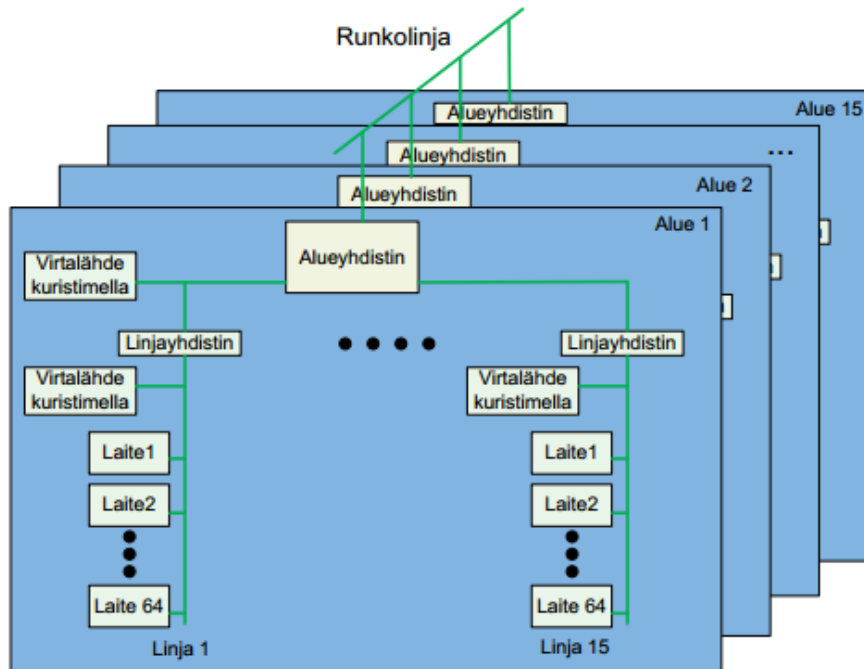 Runkolinja
Alueyhdistin
Alue 15
Alueyhdistin
...
Alueyhdistin
Alue 2
Alue 1
Alueyhdistin
Virtalähde
kuristimella
Linjayhdistin
Linjayhdistin
Virtalähde
kuristimella
Virtalähde
kuristimella
Laite1
Laite1
Laite2
Laite2
Laite 64
Laite 64
Linja 1
Linja 15